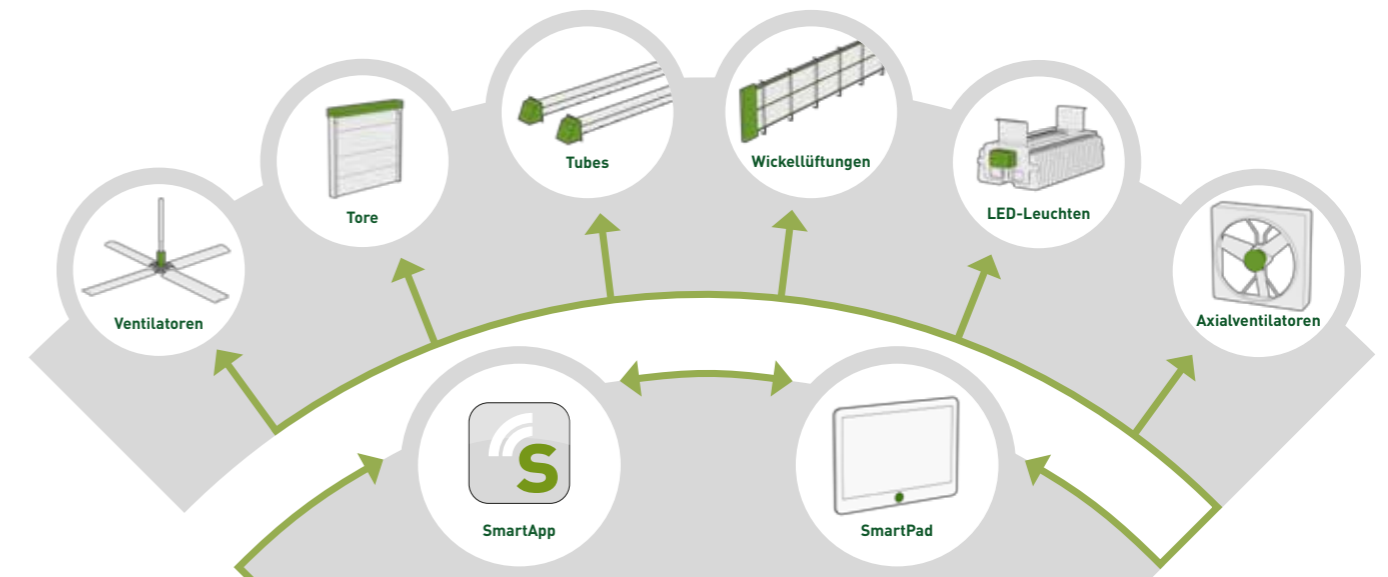 Tubes
Wickellüftungen
Tore
LED-Leuchten
Ventilatoren
Axialventilatoren
S
SmartApp
SmartPad